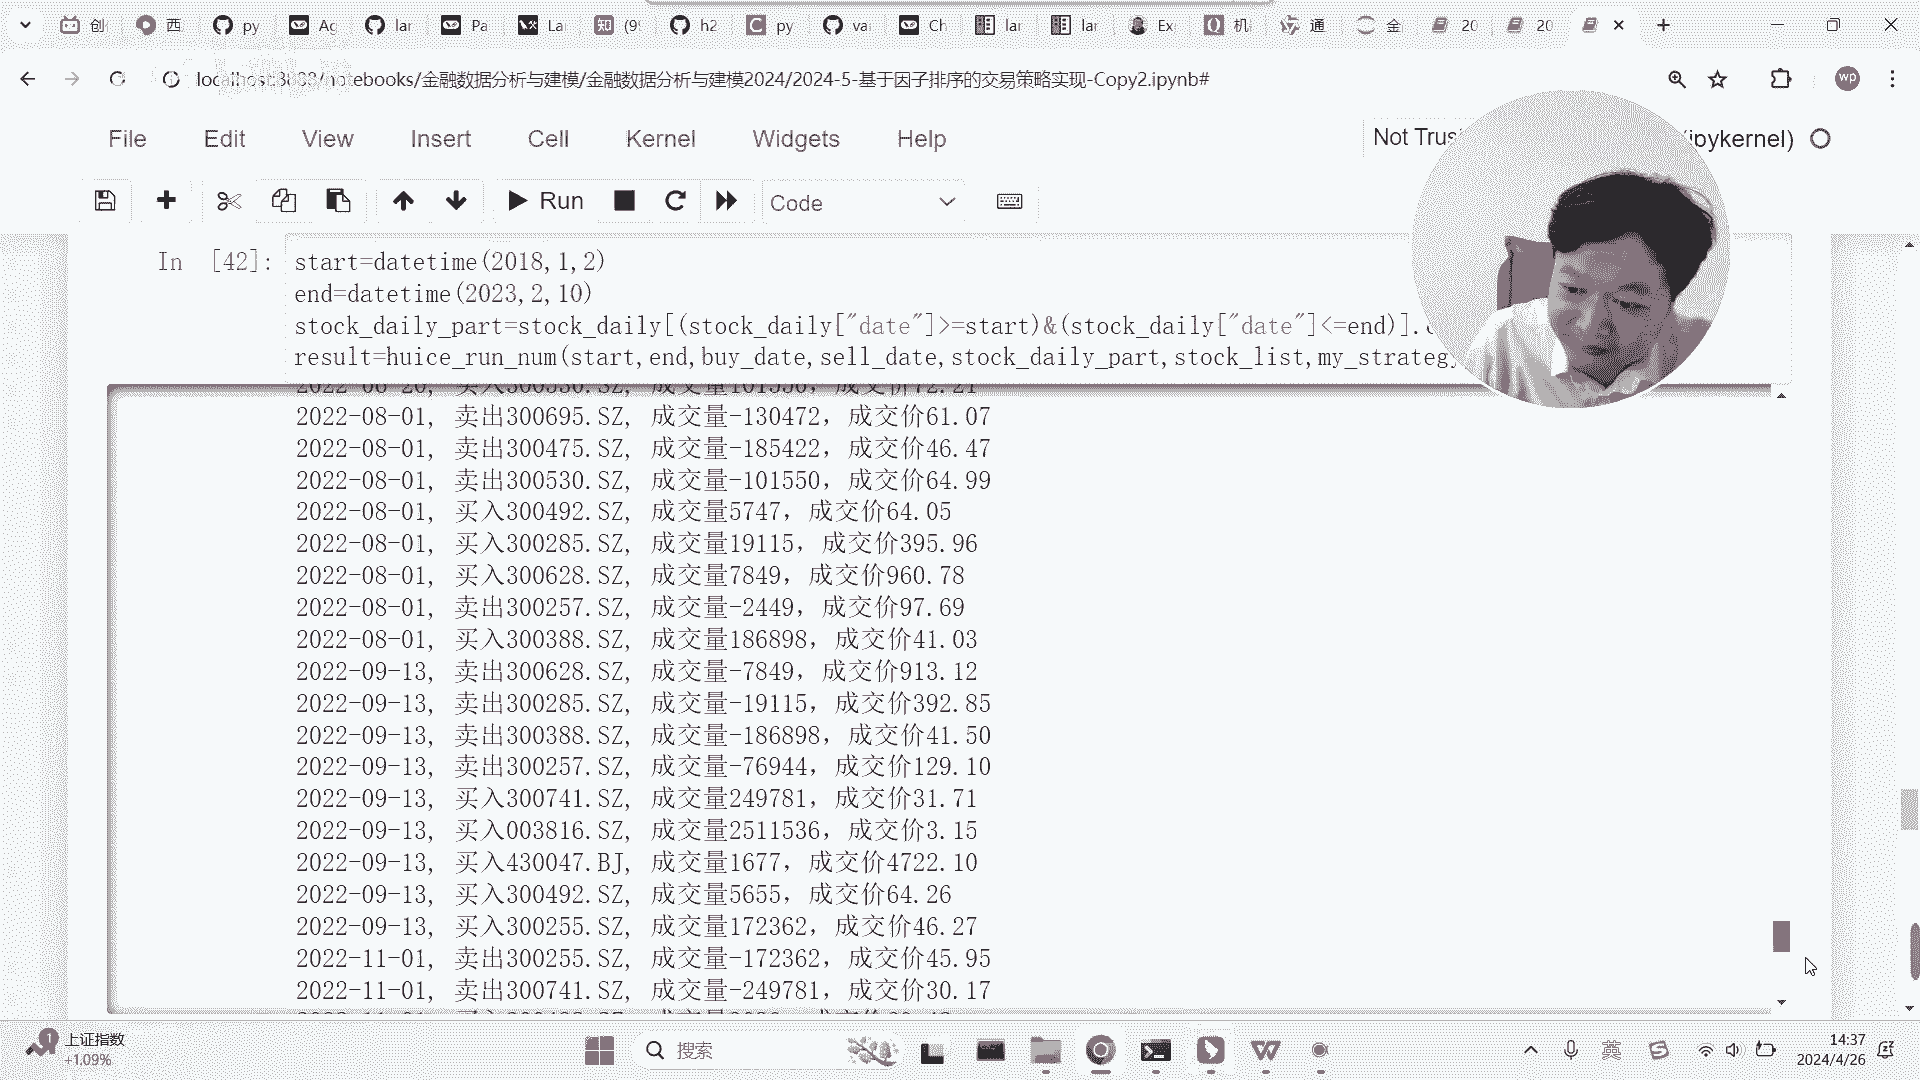 创 西 py Ag lar Pa La 知 (9 h2 py va Ch lar lar Ex 机 通 金 20 20
localhost:8888/notebooks/金融数据分析与建模/金融数据分析与建模2024/2024-5-基于因子排序的交易策略实现-Copy2.ipynb#
wp
File Edit View Insert Cell Kernel Widgets Help
Not Trus (ipykernel)
Run Code
In [42]: start=datetime(2018,1,2)
end=datetime(2023,2,10)
stock_daily_part=stock_daily[(stock_daily["date"]>=start)&(stock_daily["date"]<=end)].
result=huice_run_num(start,end,buy_date,sell_date,stock_daily_part,stock_list,my_strategy
买入300530.SZ, 成交量101550, 成交价72.21
2022-08-01, 卖出300695.SZ, 成交量-130472, 成交价61.07
2022-08-01, 卖出300475.SZ, 成交量-185422, 成交价46.47
2022-08-01, 卖出300530.SZ, 成交量-101550, 成交价64.99
2022-08-01, 买入300492.SZ, 成交量5747, 成交价64.05
2022-08-01, 买入300285.SZ, 成交量19115, 成交价395.96
2022-08-01, 买入300628.SZ, 成交量7849, 成交价960.78
2022-08-01, 卖出300257.SZ, 成交量-2449, 成交价97.69
2022-08-01, 买入300388.SZ, 成交量186898, 成交价41.03
2022-09-13, 卖出300628.SZ, 成交量-7849, 成交价913.12
2022-09-13, 卖出300285.SZ, 成交量-19115, 成交价392.85
2022-09-13, 卖出300388.SZ, 成交量-186898, 成交价41.50
2022-09-13, 卖出300257.SZ, 成交量-76944, 成交价129.10
2022-09-13, 买入300741.SZ, 成交量249781, 成交价31.71
2022-09-13, 买入003816.SZ, 成交量2511536, 成交价3.15
2022-09-13, 买入430047.BJ, 成交量1677, 成交价4722.10
2022-09-13, 买入300492.SZ, 成交量5655, 成交价64.26
2022-09-13, 买入300255.SZ, 成交量172362, 成交价46.27
2022-11-01, 卖出300255.SZ, 成交量-172362, 成交价45.95
2022-11-01, 卖出300741.SZ, 成交量-249781, 成交价30.17
上证指数
+1.09%
搜索
英
14:37
2024/4/26